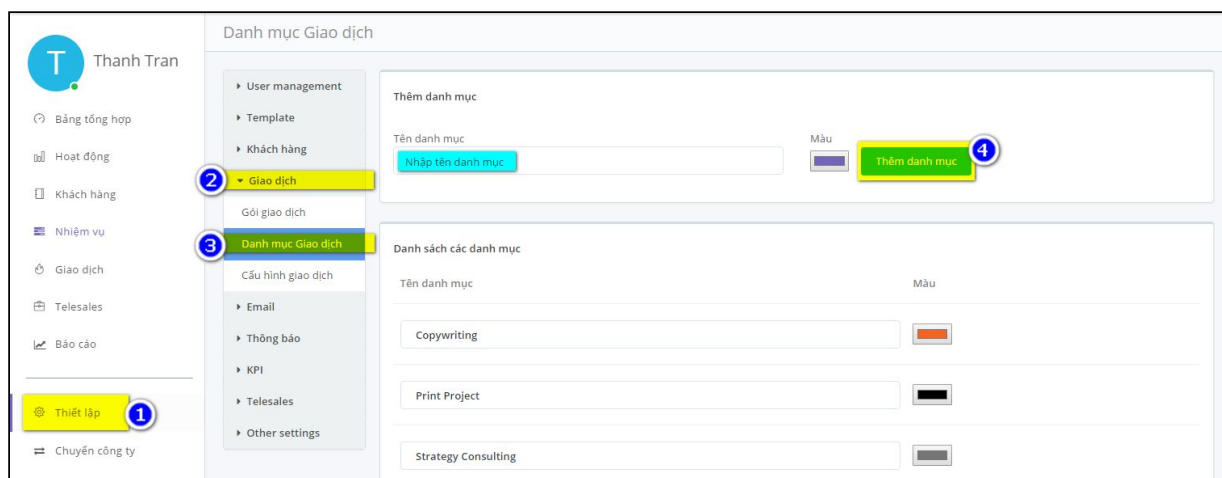 Danh mục Giao dịch
T
Thanh Tran
Bảng tổng hợp
Hoạt động
Khách hàng
Nhiệm vụ
Giao dịch
Telesales
Báo cáo
Thiết lập
1
Chuyển công ty
User management
Template
Khách hàng
2
Giao dịch
Gói giao dịch
3
Danh mục Giao dịch
Cấu hình giao dịch
Email
Thông báo
KPI
Telesales
Other settings
Thêm danh mục
Tên danh mục
Màu
Nhập tên danh mục
Thêm danh mục
4
Danh sách các danh mục
Tên danh mục
Màu
Copywriting
Print Project
Strategy Consulting